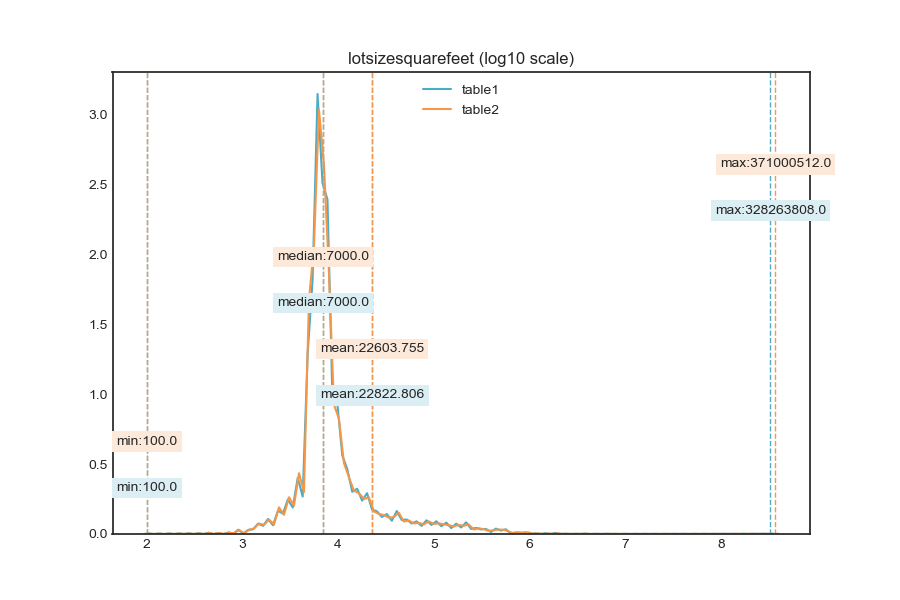 lotsizesquarefeet (log10 scale)
table1
table2
3.0
2.5
2.0
1.5
1.0
0.5
0.0
max:371000512.0
max:328263808.0
median:7000.0
median:7000.0
mean:22603.755
mean:22822.806
min:100.0
min:100.0
2 3 4 5 6 7 8